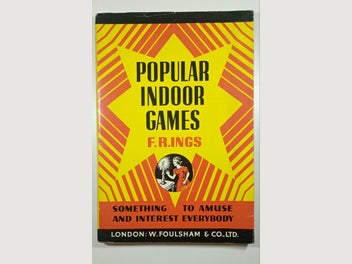 POPULAR
INDOOR
GAMES
F.R.INGS
SOMETHING TO AMUSE
AND INTEREST EVERYBODY
LONDON: W. FOULSHAM & CO., LTD.